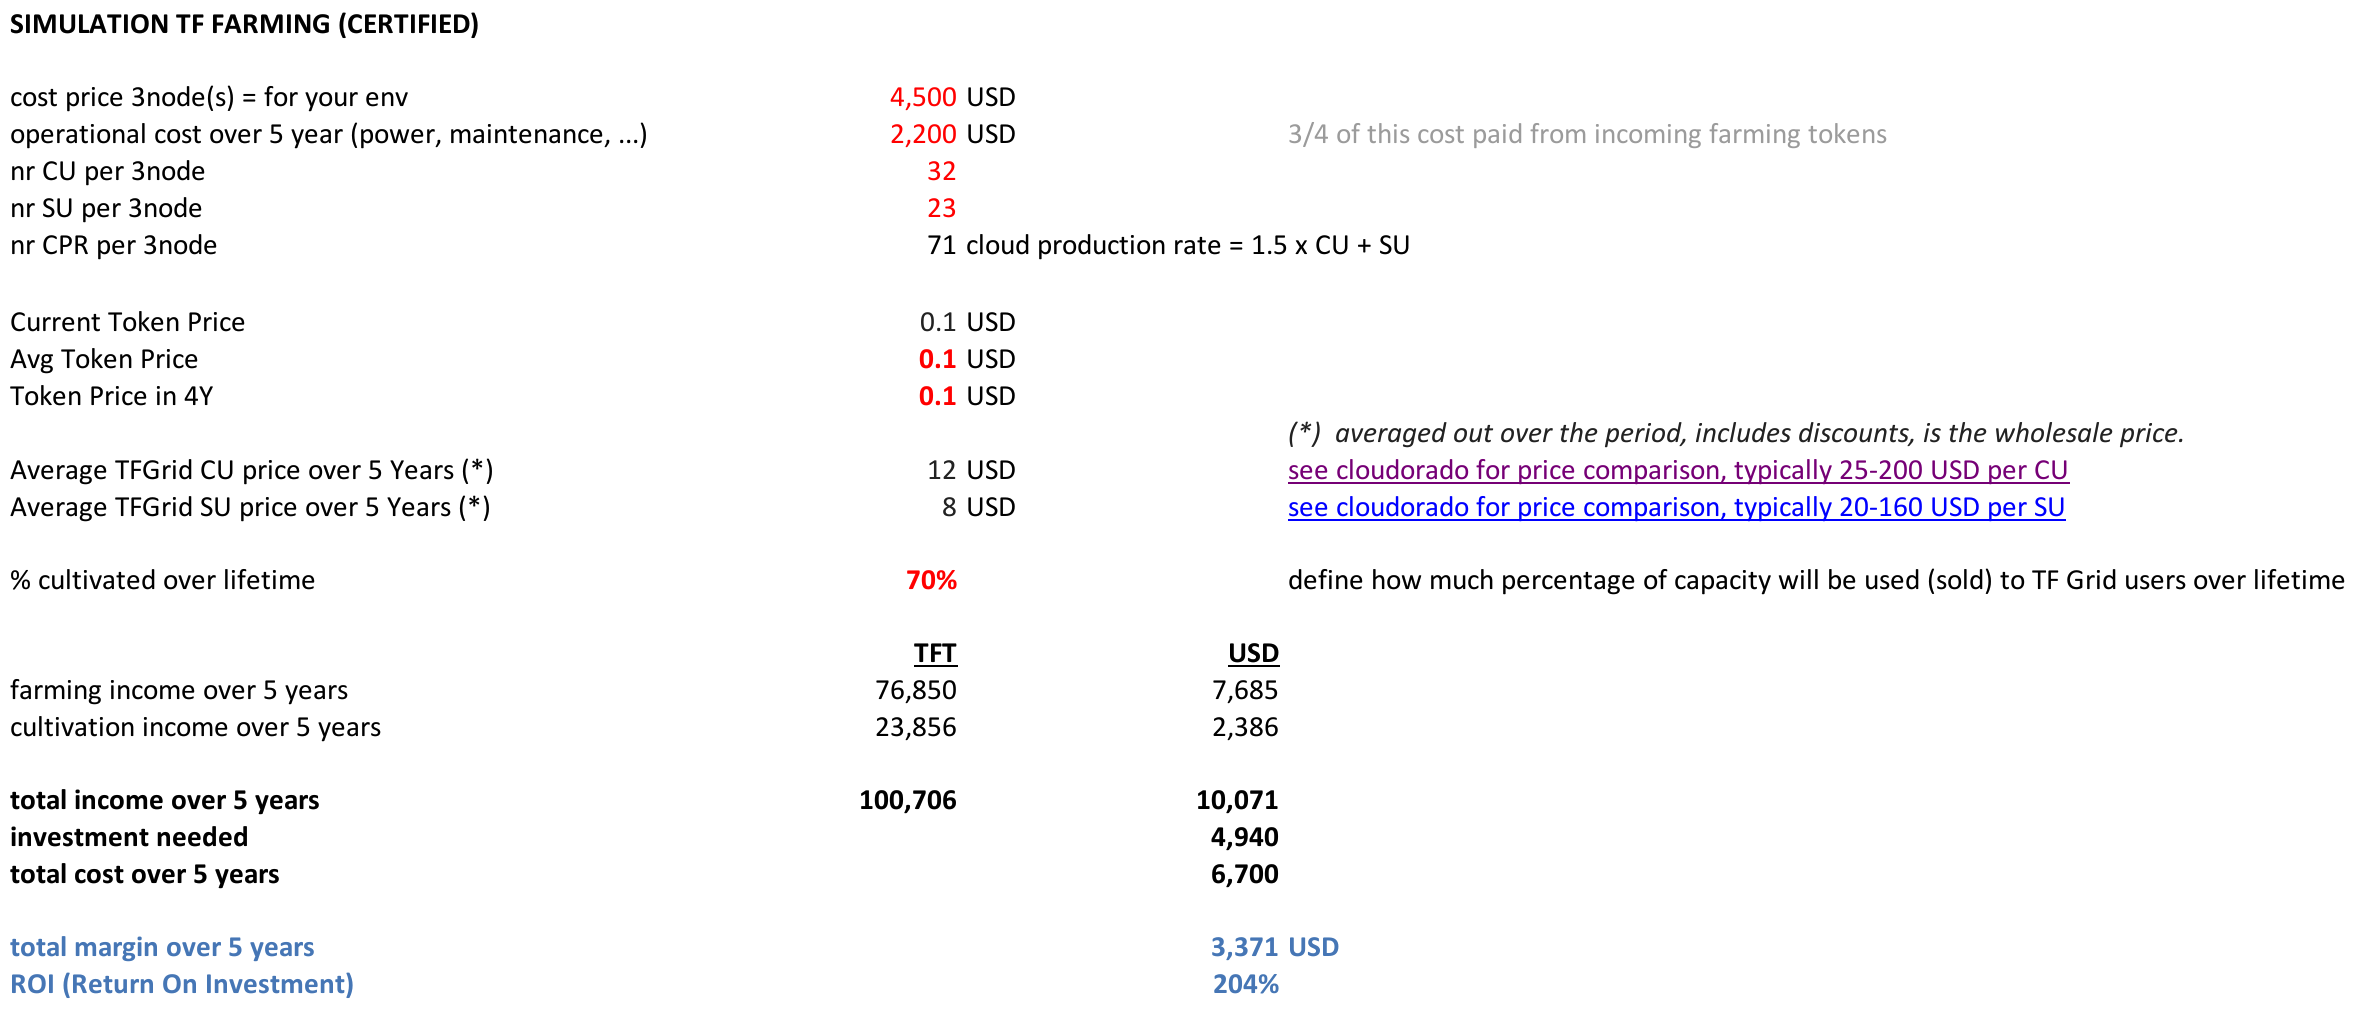 SIMULATION TF FARMING (CERTIFIED)
cost price 3node(s) = for your env 4,500 USD
operational cost over 5 year (power, maintenance, ...) 2,200 USD 3/4 of this cost paid from incoming farming tokens
nr CU per 3node 32
nr SU per 3node 23
nr CPR per 3node 71 cloud production rate = 1.5 x CU + SU
Current Token Price 0.1 USD
Avg Token Price 0.1 USD
Token Price in 4Y 0.1 USD
(*) averaged out over the period, includes discounts, is the wholesale price.
Average TFGrid CU price over 5 Years (*) 12 USD see cloudorado for price comparison, typically 25-200 USD per CU
Average TFGrid SU price over 5 Years (*) 8 USD see cloudorado for price comparison, typically 20-160 USD per SU
% cultivated over lifetime 70% define how much percentage of capacity will be used (sold) to TF Grid users over lifetime
TFT USD
farming income over 5 years 76,850 7,685
cultivation income over 5 years 23,856 2,386
total income over 5 years 100,706 10,071
investment needed 4,940
total cost over 5 years 6,700
total margin over 5 years 3,371 USD
ROI (Return On Investment) 204%